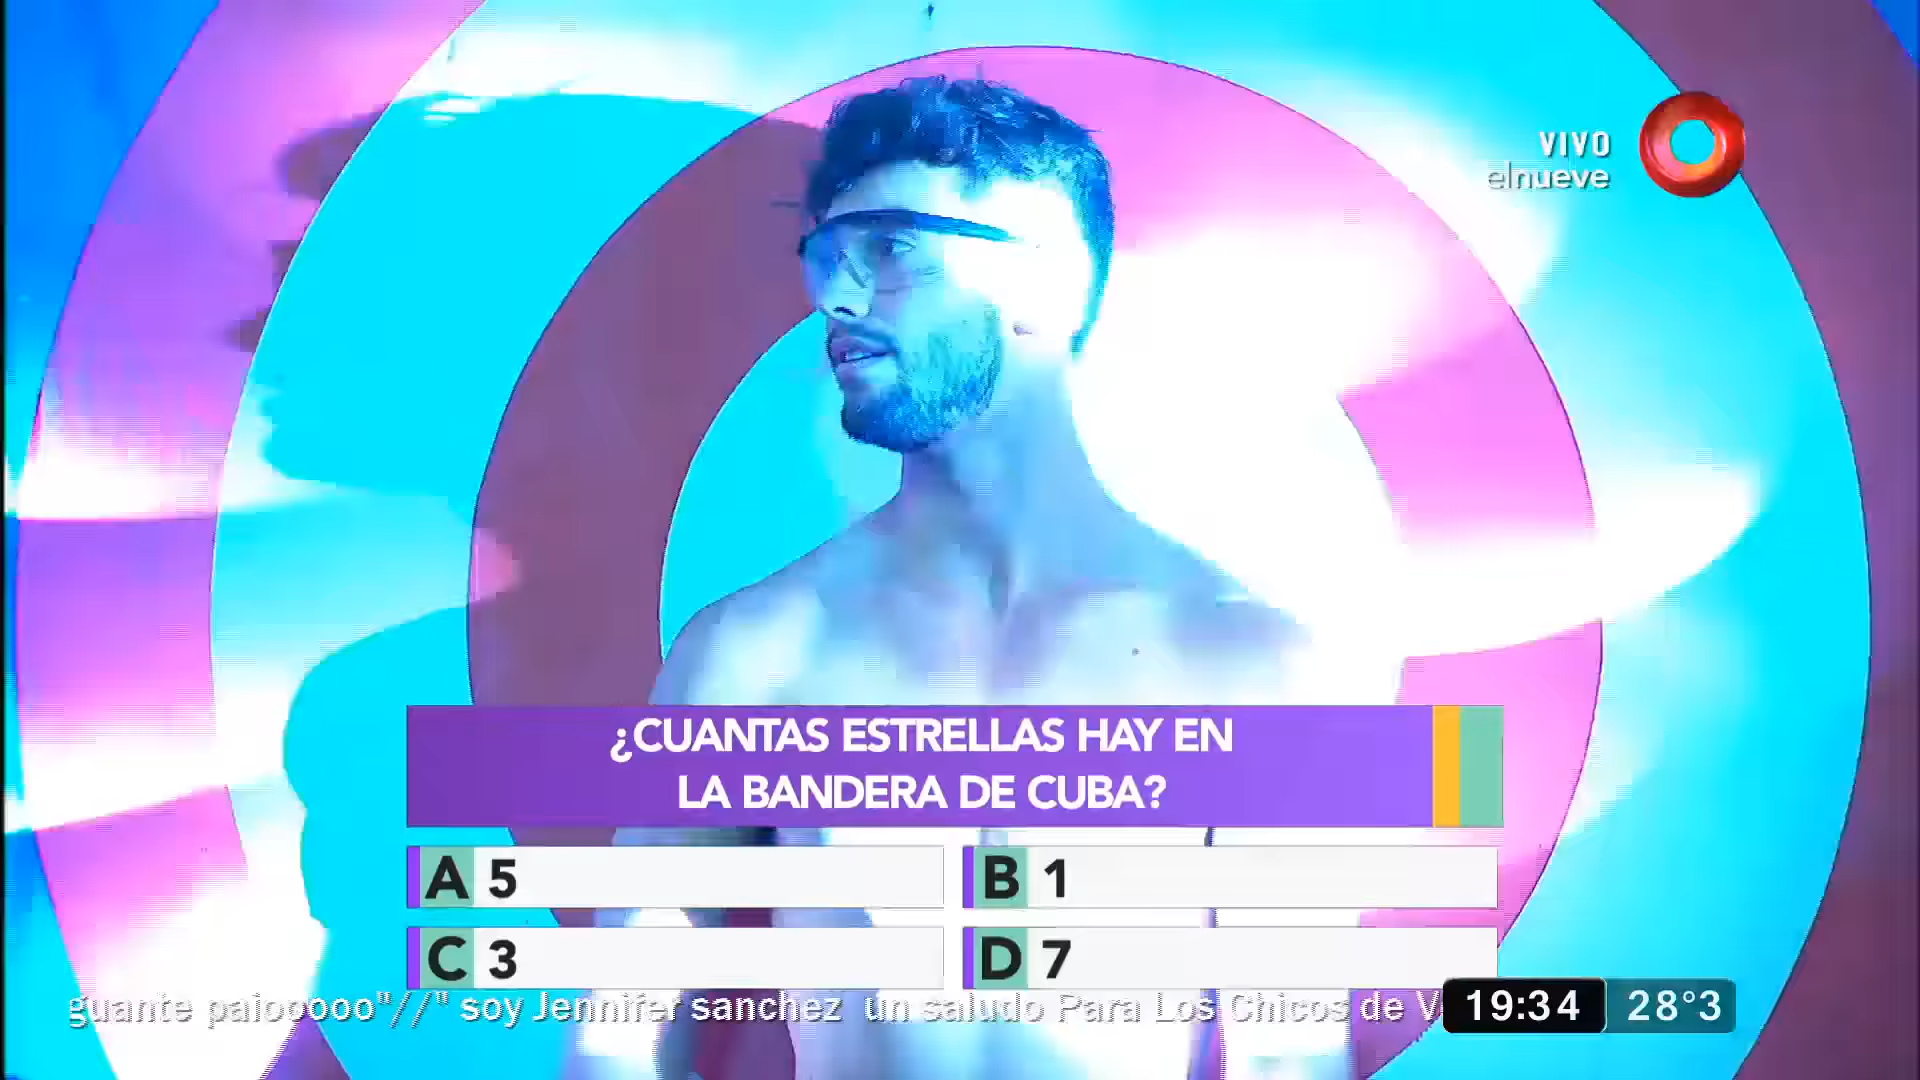 VIVO
elnueve
¿CUANTAS ESTRELLAS HAY EN
LA BANDERA DE CUBA?
A 5
B 1
C 3
D 7
guante paiooooo"//" soy Jennifer sanchez un saludo Para Los Chicos de V
19:34 28°3